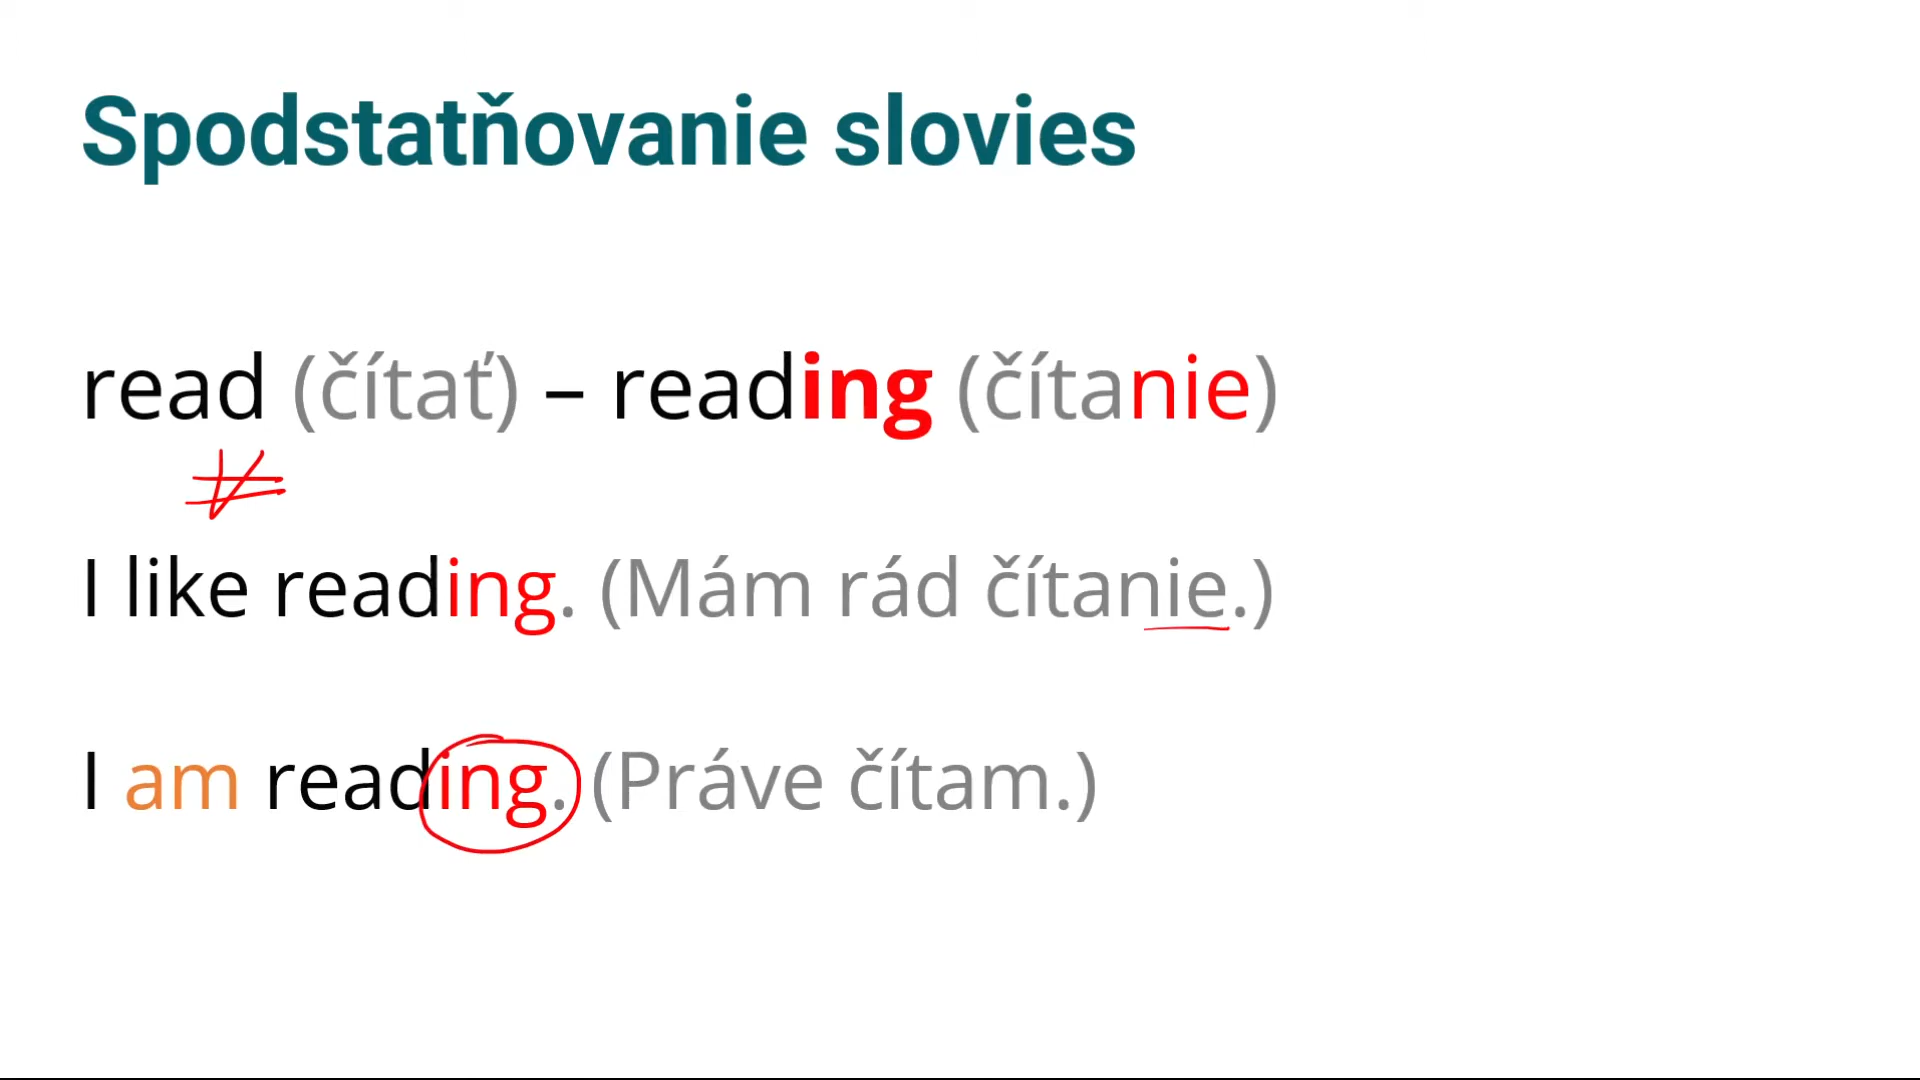 Spodstatňovanie slovies
read (čítať) – reading (čítanie)
I like reading. (Mám rád čítanie.)
I am reading. (Práve čítam.)